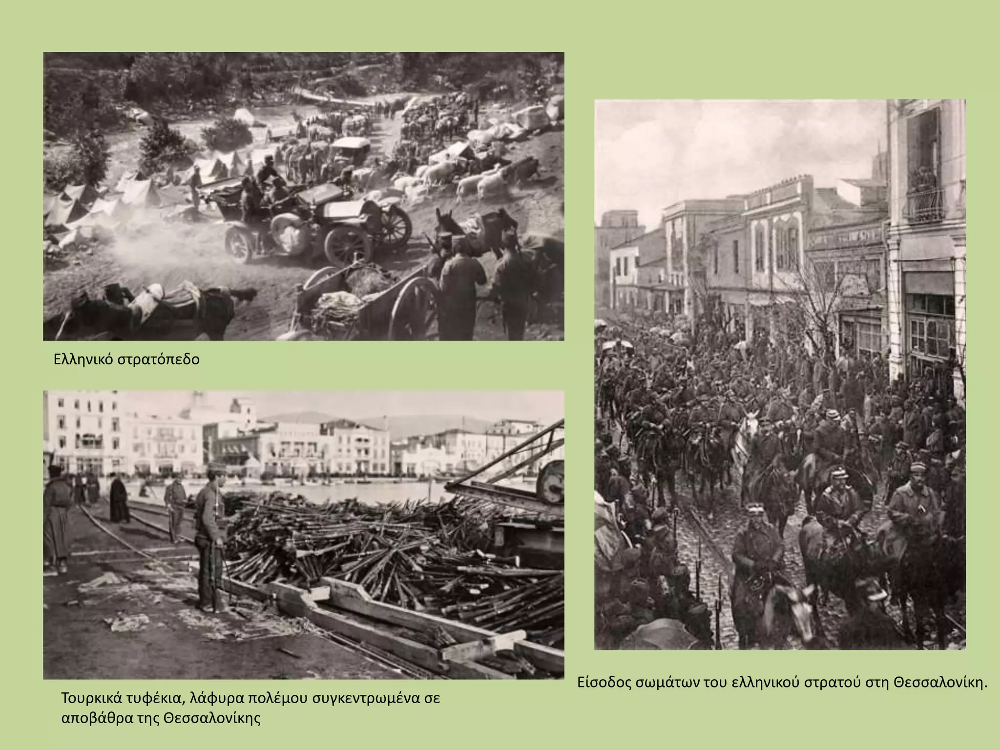 Ελληνικό στρατόπεδο
Τουρκικά τυφέκια, λάφυρα πολέμου συγκεντρωμένα σε
αποβάθρα της Θεσσαλονίκης
Είσοδος σωμάτων του ελληνικού στρατού στη Θεσσαλονίκη.